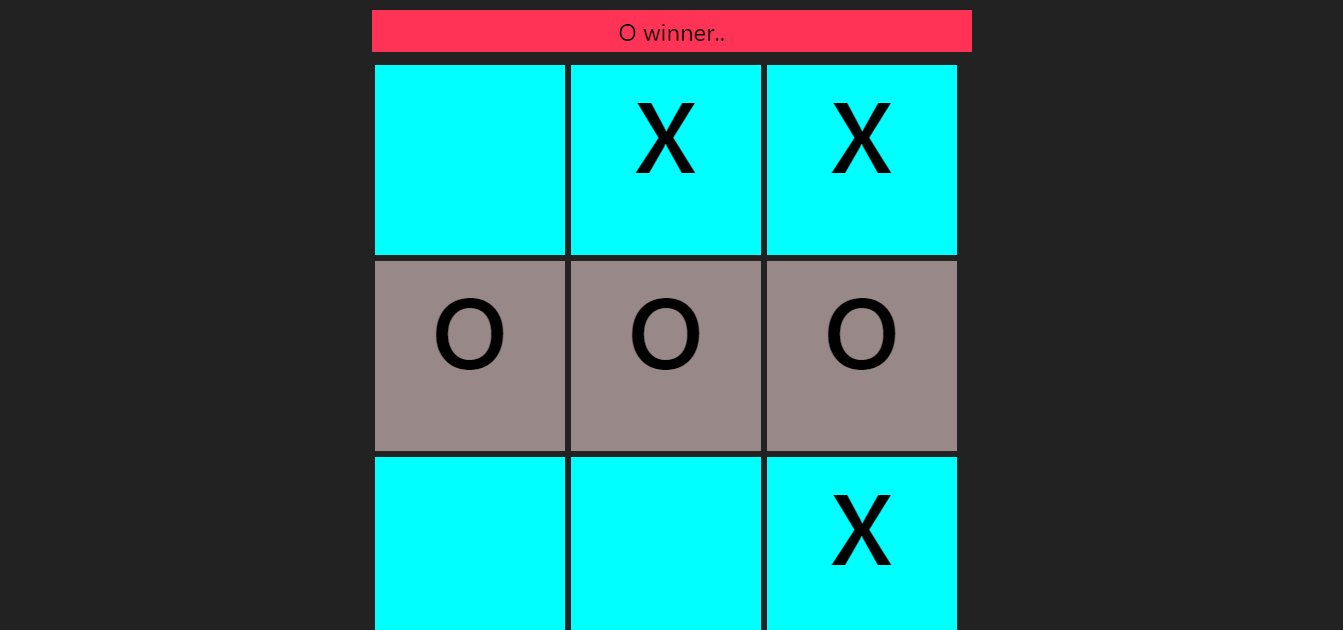 O winner..
X X
O O O
X